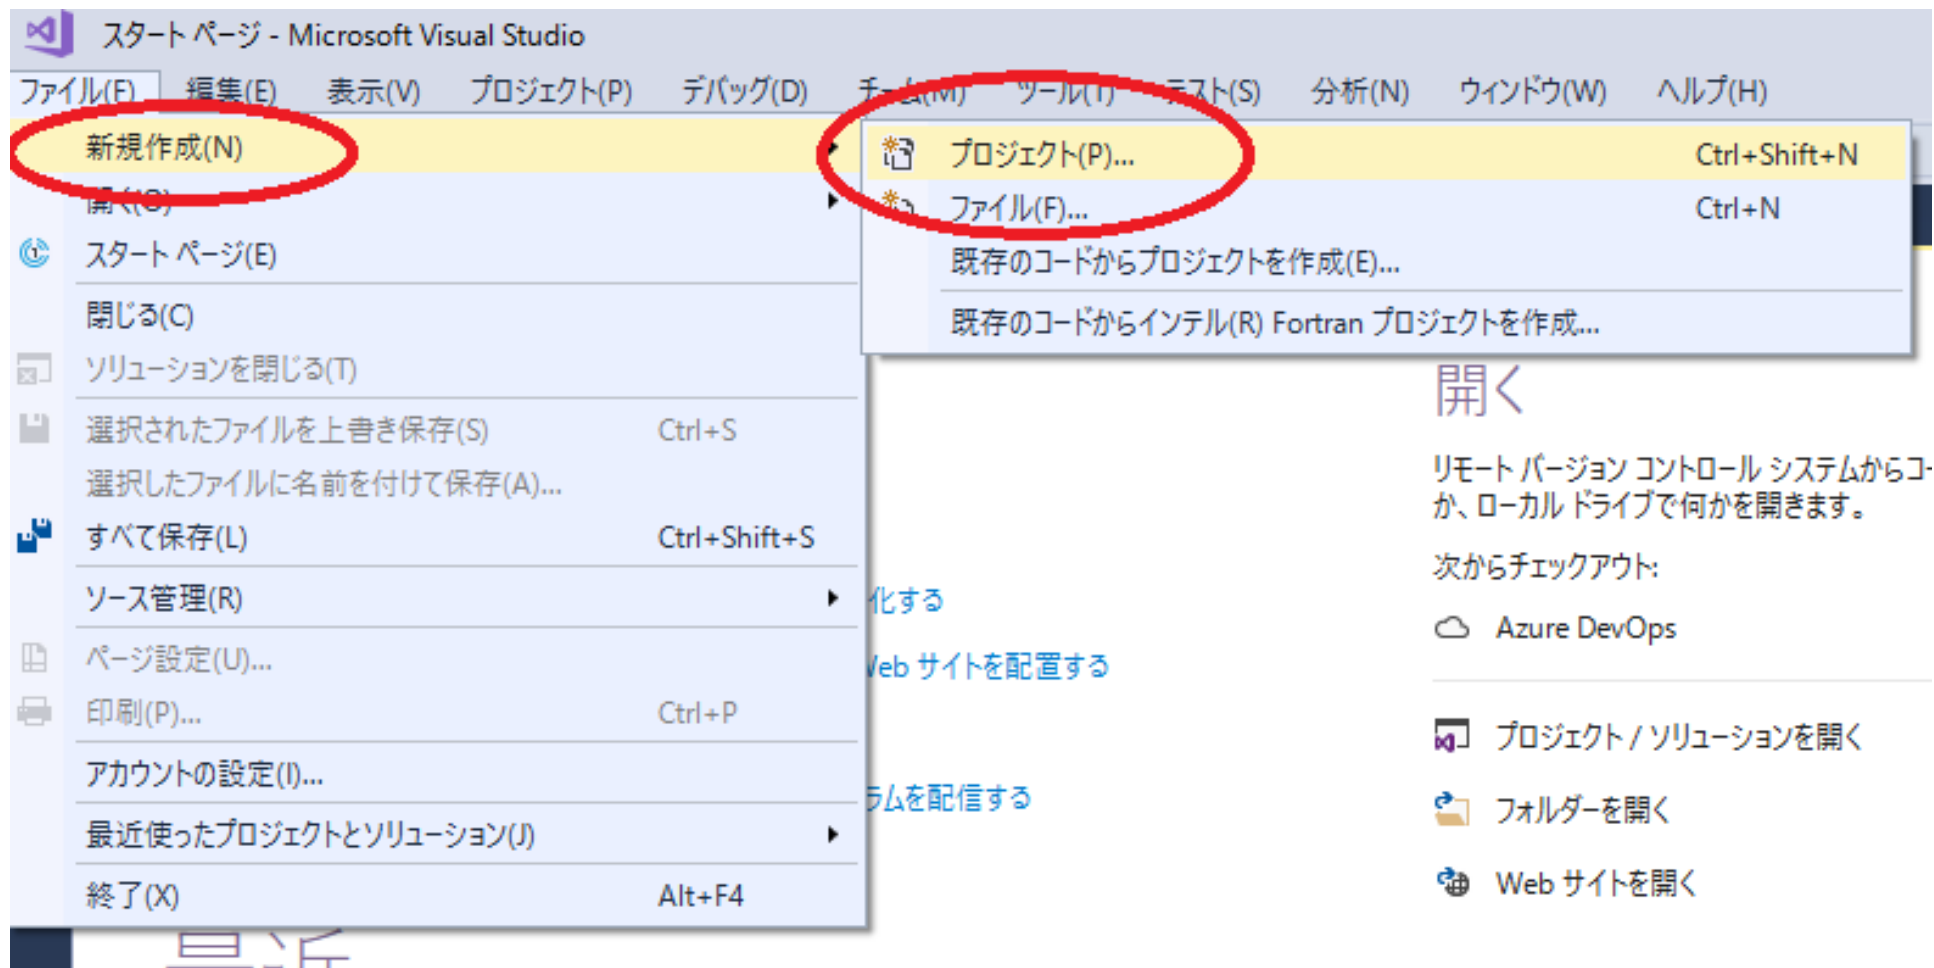 スタート ページ - Microsoft Visual Studio
ファイル(F) 編集(E) 表示(V) プロジェクト(P) デバッグ(D) チーム(M) ツール(T) テスト(S) 分析(N) ウィンドウ(W) ヘルプ(H)
新規作成(N)
開く(O)
スタート ページ(E)
閉じる(C)
ソリューションを閉じる(T)
選択されたファイルを上書き保存(S) Ctrl+S
選択したファイルに名前を付けて保存(A)...
すべて保存(L) Ctrl+Shift+S
ソース管理(R)
ページ設定(U)...
印刷(P)... Ctrl+P
アカウントの設定(I)...
最近使ったプロジェクトとソリューション(J)
終了(X) Alt+F4
プロジェクト(P)... Ctrl+Shift+N
ファイル(F)... Ctrl+N
既存のコードからプロジェクトを作成(E)...
既存のコードからインテル(R) Fortran プロジェクトを作成...
化する
Web サイトを配置する
ラムを配信する
最近
開く
リモート バージョン コントロール システムからコー
か、ローカル ドライブで何かを開きます。
次からチェックアウト:
Azure DevOps
プロジェクト / ソリューションを開く
フォルダーを開く
Web サイトを開く